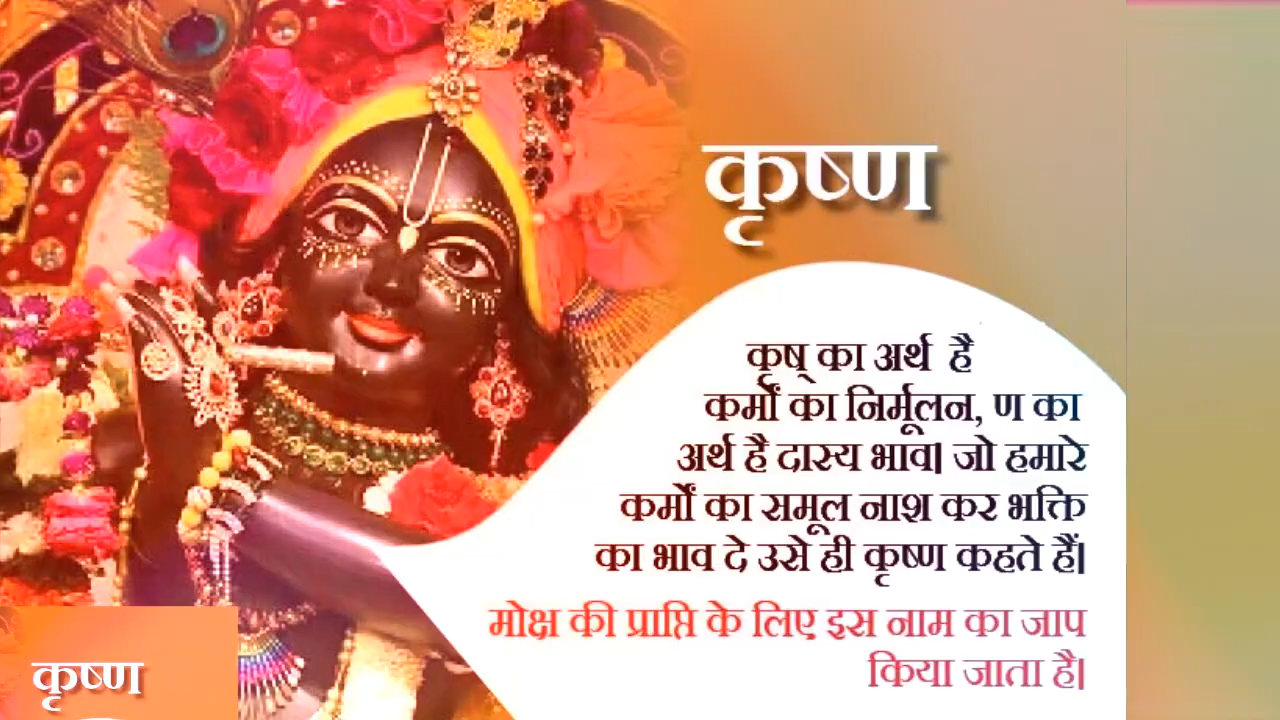 कृष्ण
कृष् का अर्थ है
कर्मों का निर्मूलन, ण का
अर्थ है दास्य भाव। जो हमारे
कर्मों का समूल नाश कर भक्ति
का भाव दे उसे ही कृष्ण कहते हैं।
मोक्ष की प्राप्ति के लिए इस नाम का जाप
किया जाता है।
कृष्ण